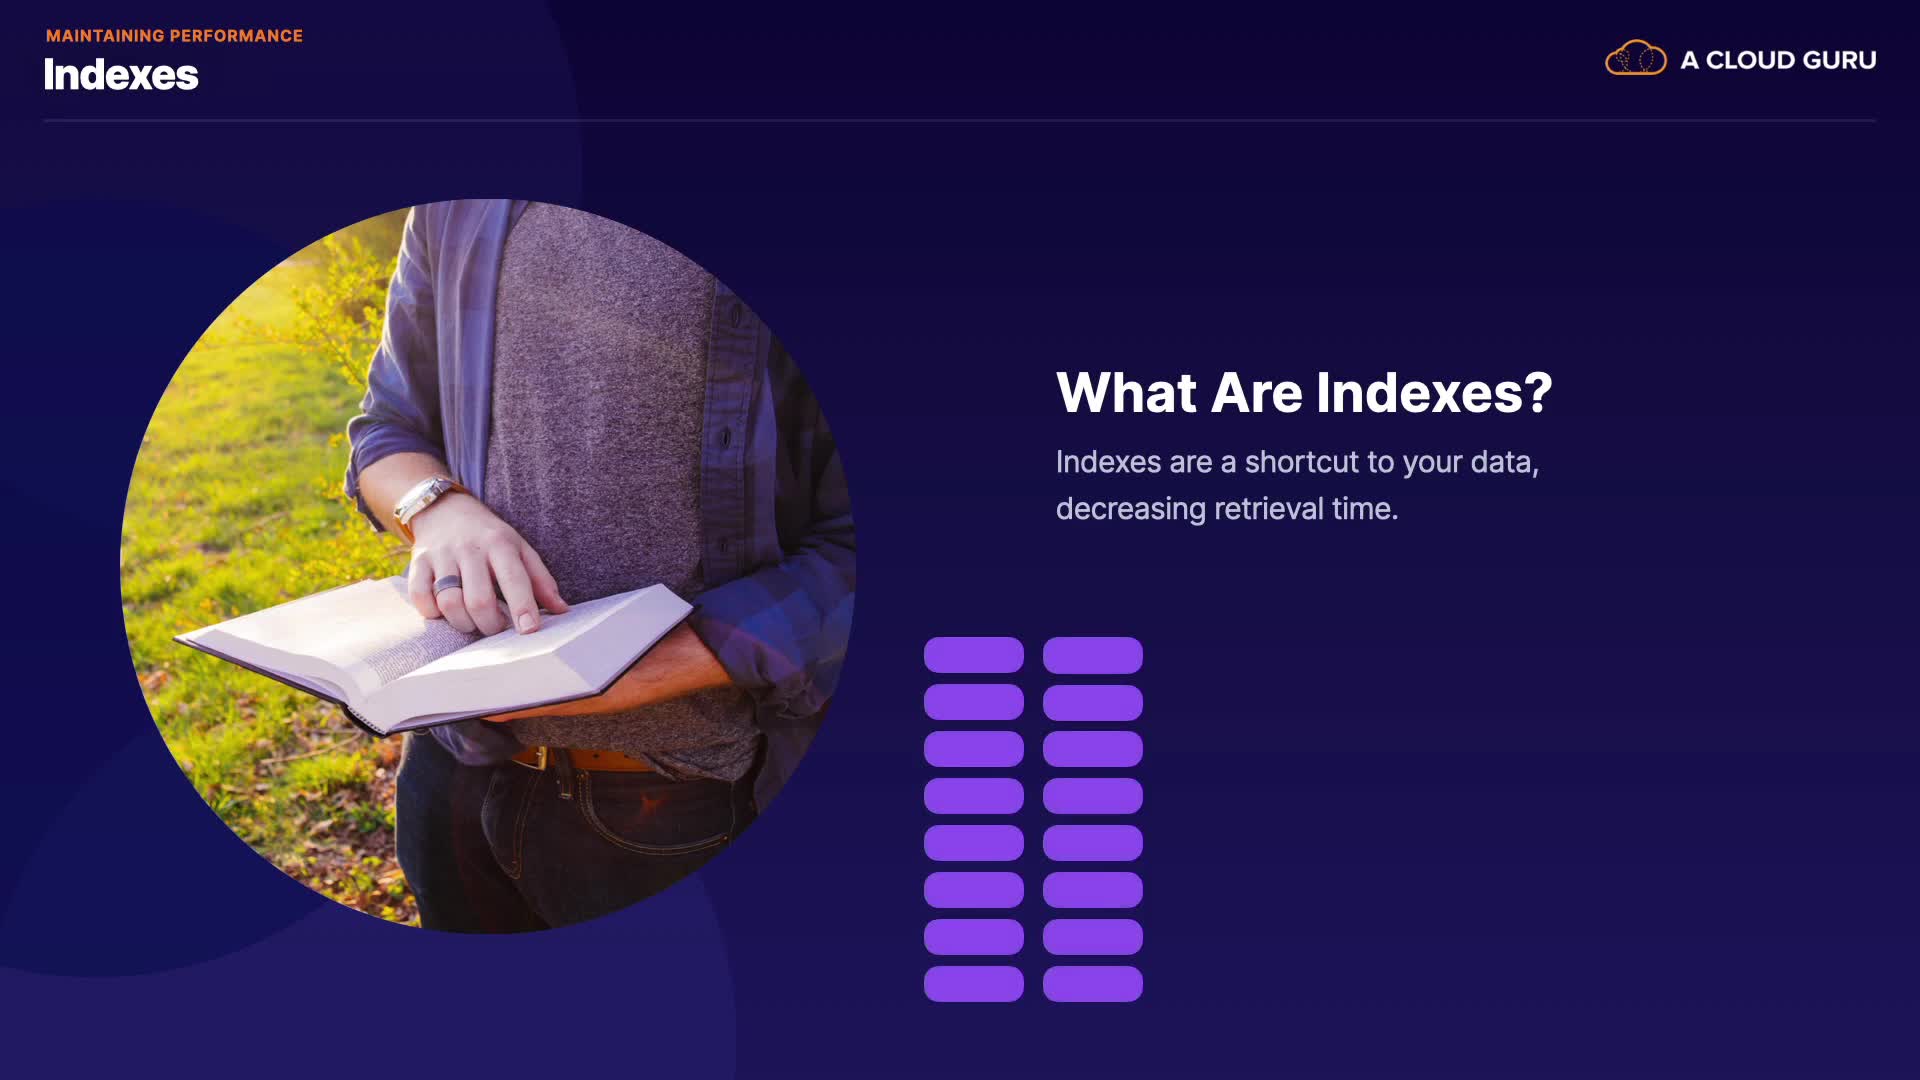 MAINTAINING PERFORMANCE
Indexes
A CLOUD GURU
What Are Indexes?
Indexes are a shortcut to your data,
decreasing retrieval time.